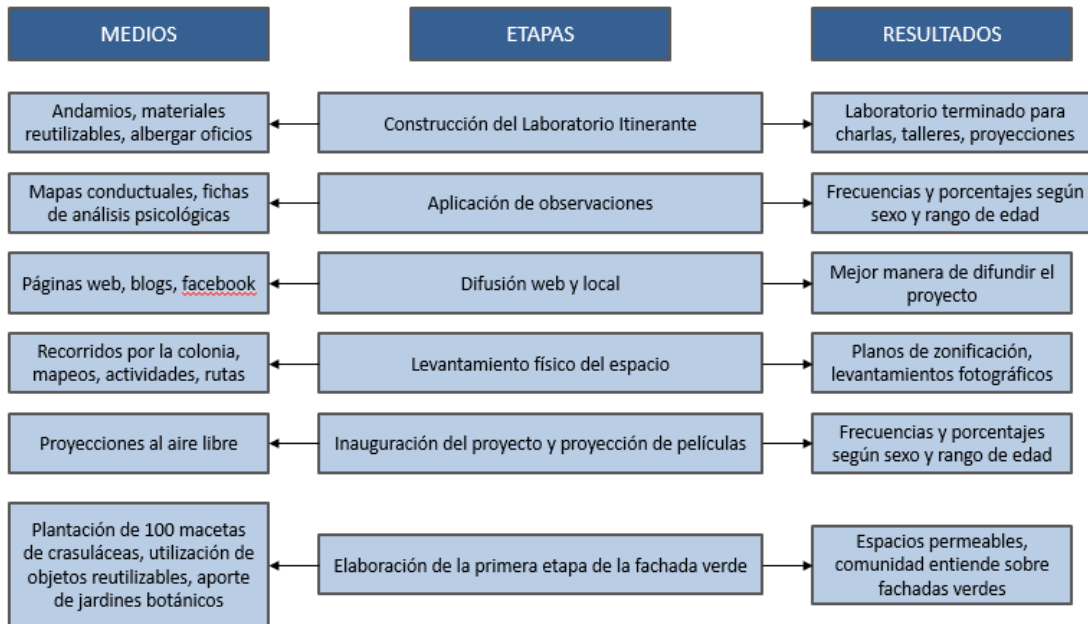 MEDIOS
ETAPAS
RESULTADOS
Andamios, materiales
reutilizables, albergar oficios
Construcción del Laboratorio Itinerante
Laboratorio terminado para
charlas, talleres, proyecciones
Mapas conductuales, fichas
de análisis psicológicas
Aplicación de observaciones
Frecuencias y porcentajes según
sexo y rango de edad
Páginas web, blogs, facebook
Difusión web y local
Mejor manera de difundir el
proyecto
Recorridos por la colonia,
mapeos, actividades, rutas
Levantamiento físico del espacio
Planos de zonificación,
levantamientos fotográficos
Proyecciones al aire libre
Inauguración del proyecto y proyección de películas
Frecuencias y porcentajes
según sexo y rango de edad
Plantación de 100 macetas
de crasuláceas, utilización de
objetos reutilizables, aporte
de jardines botánicos
Elaboración de la primera etapa de la fachada verde
Espacios permeables,
comunidad entiende sobre
fachadas verdes